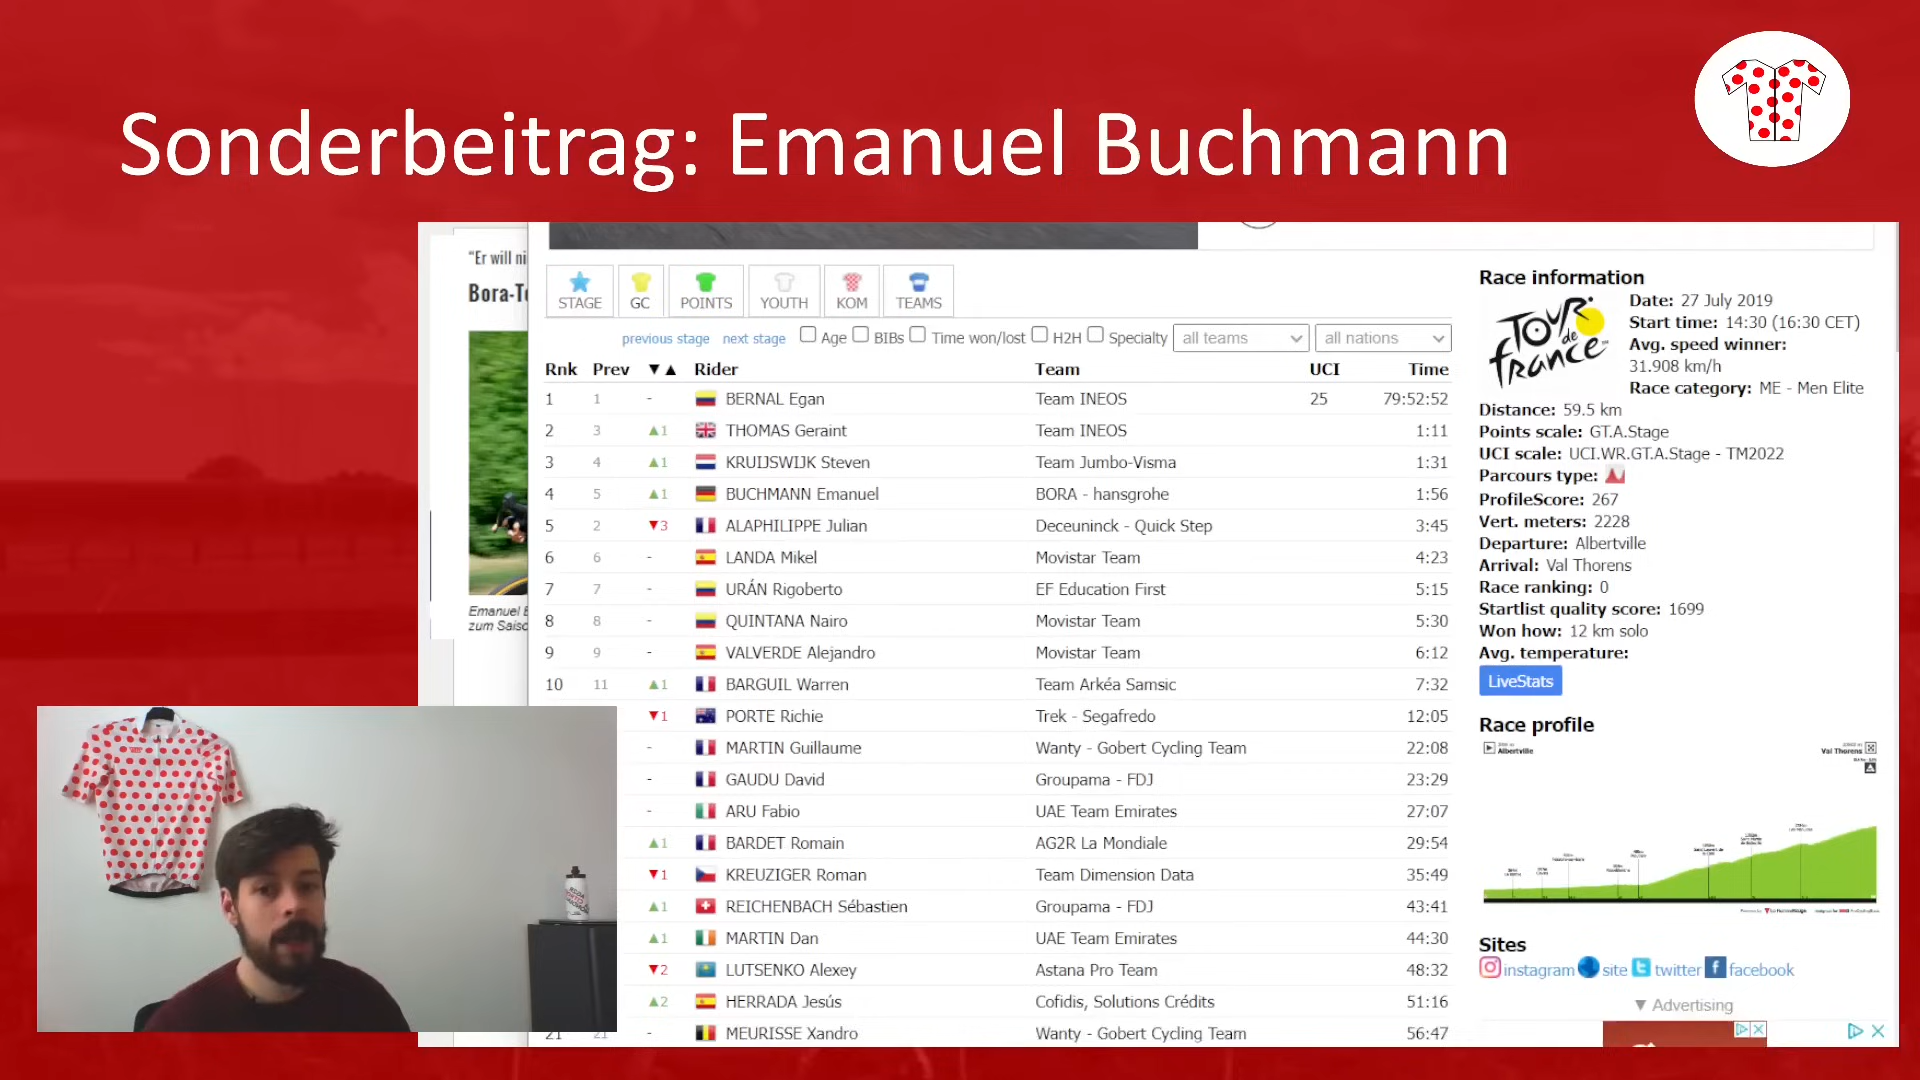 Sonderbeitrag: Emanuel Buchmann
"Er will ni
Bora-Te
Emanuel B
zum Saiso
STAGE GC POINTS YOUTH KOM TEAMS
previous stage next stage Age BIBs Time won/lost H2H Specialty all teams all nations
Rnk Prev ▼▲ Rider Team UCI Time
1 1 - BERNAL Egan Team INEOS 25 79:52:52
2 3 ▲1 THOMAS Geraint Team INEOS 1:11
3 4 ▲1 KRUIJSWIJK Steven Team Jumbo-Visma 1:31
4 5 ▲1 BUCHMANN Emanuel BORA - hansgrohe 1:56
5 2 ▼3 ALAPHILIPPE Julian Deceuninck - Quick Step 3:45
6 6 - LANDA Mikel Movistar Team 4:23
7 7 - URÁN Rigoberto EF Education First 5:15
8 8 - QUINTANA Nairo Movistar Team 5:30
9 9 - VALVERDE Alejandro Movistar Team 6:12
10 11 ▲1 BARGUIL Warren Team Arkéa Samsic 7:32
▼1 PORTE Richie Trek - Segafredo 12:05
- MARTIN Guillaume Wanty - Gobert Cycling Team 22:08
- GAUDU David Groupama - FDJ 23:29
- ARU Fabio UAE Team Emirates 27:07
▲1 BARDET Romain AG2R La Mondiale 29:54
▼1 KREUZIGER Roman Team Dimension Data 35:49
▲1 REICHENBACH Sébastien Groupama - FDJ 43:41
▲1 MARTIN Dan UAE Team Emirates 44:30
▼2 LUTSENKO Alexey Astana Pro Team 48:32
▲2 HERRADA Jesús Cofidis, Solutions Crédits 51:16
21 21 - MEURISSE Xandro Wanty - Gobert Cycling Team 56:47
Race information
TOUR de france
Date: 27 July 2019
Start time: 14:30 (16:30 CET)
Avg. speed winner:
31.908 km/h
Race category: ME - Men Elite
Distance: 59.5 km
Points scale: GT.A.Stage
UCI scale: UCI.WR.GT.A.Stage - TM2022
Parcours type:
ProfileScore: 267
Vert. meters: 2228
Departure: Albertville
Arrival: Val Thorens
Race ranking: 0
Startlist quality score: 1699
Won how: 12 km solo
Avg. temperature:
LiveStats
Race profile
Albertville Val Thorens
Sites
instagram site twitter facebook
▼ Advertising